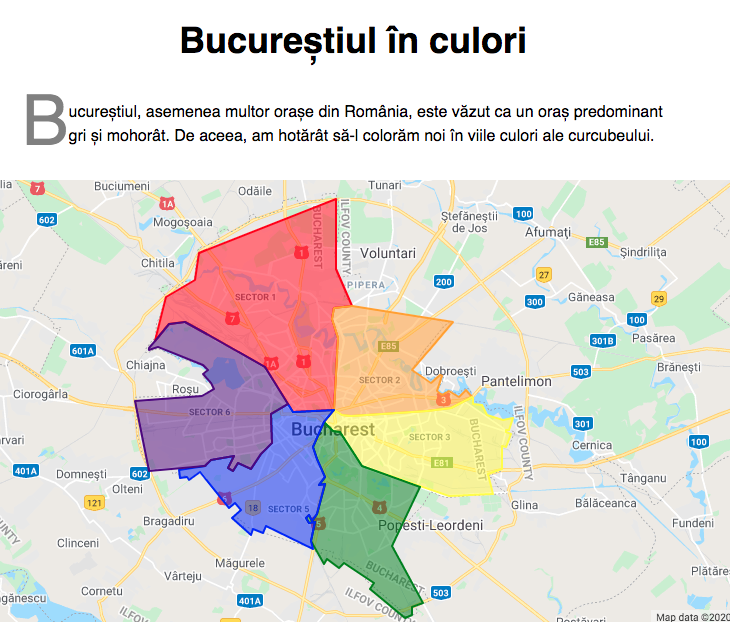 Bucureștiul în culori
Bucureștiul, asemenea multor orașe din România, este văzut ca un oraș predominant
gri și mohorât. De aceea, am hotărât să-l colorăm noi în viile culori ale curcubeului.
7
Buciumeni
1A
Odăile
Tunari
602
Mogoșoaia
ILFOV COUNTY
BUCHAREST
Ștefăneștii
de Jos
100
Afumați
E85
Șindrilița
Chitila
1
Voluntari
PIPERA
200
27
Găneasa
29
300
SECTOR 1
7
100
Pasărea
301B
601A
E85
Chiajna
1A
1
Dobroești
503
Brănești
Ciorogârla
Roșu
SECTOR 2
Pantelimon
3
SECTOR 6
Bucharest
SECTOR 3
BUCHAREST
ILFOV COUNTY
301
Cernica
100
401A
Domnești
602
E81
Tânganu
Olteni
121
18
SECTOR 5
4
Glina
Bălăceanca
Bragadiru
Popești-Leordeni
Fundeni
Clinceni
Măgurele
Vârteju
BUCHAREST
ILFOV COUNTY
503
Cornetu
401A
Map data ©2020